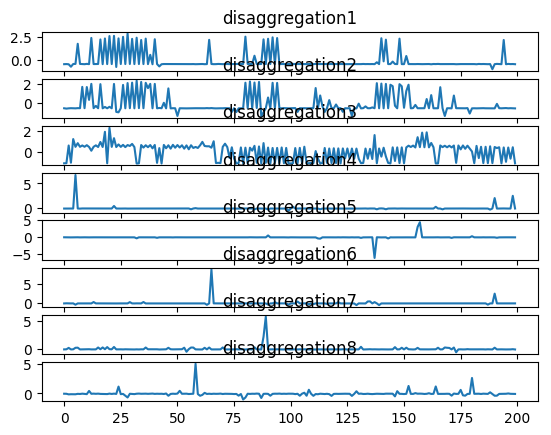 disaggregation1
2.5
0.0
disaggregation2
2
0
disaggregation3
2
0
disaggregation4
5
0
disaggregation5
5
0
−5
disaggregation6
5
0
disaggregation7
5
0
disaggregation8
5
0
0 25 50 75 100 125 150 175 200